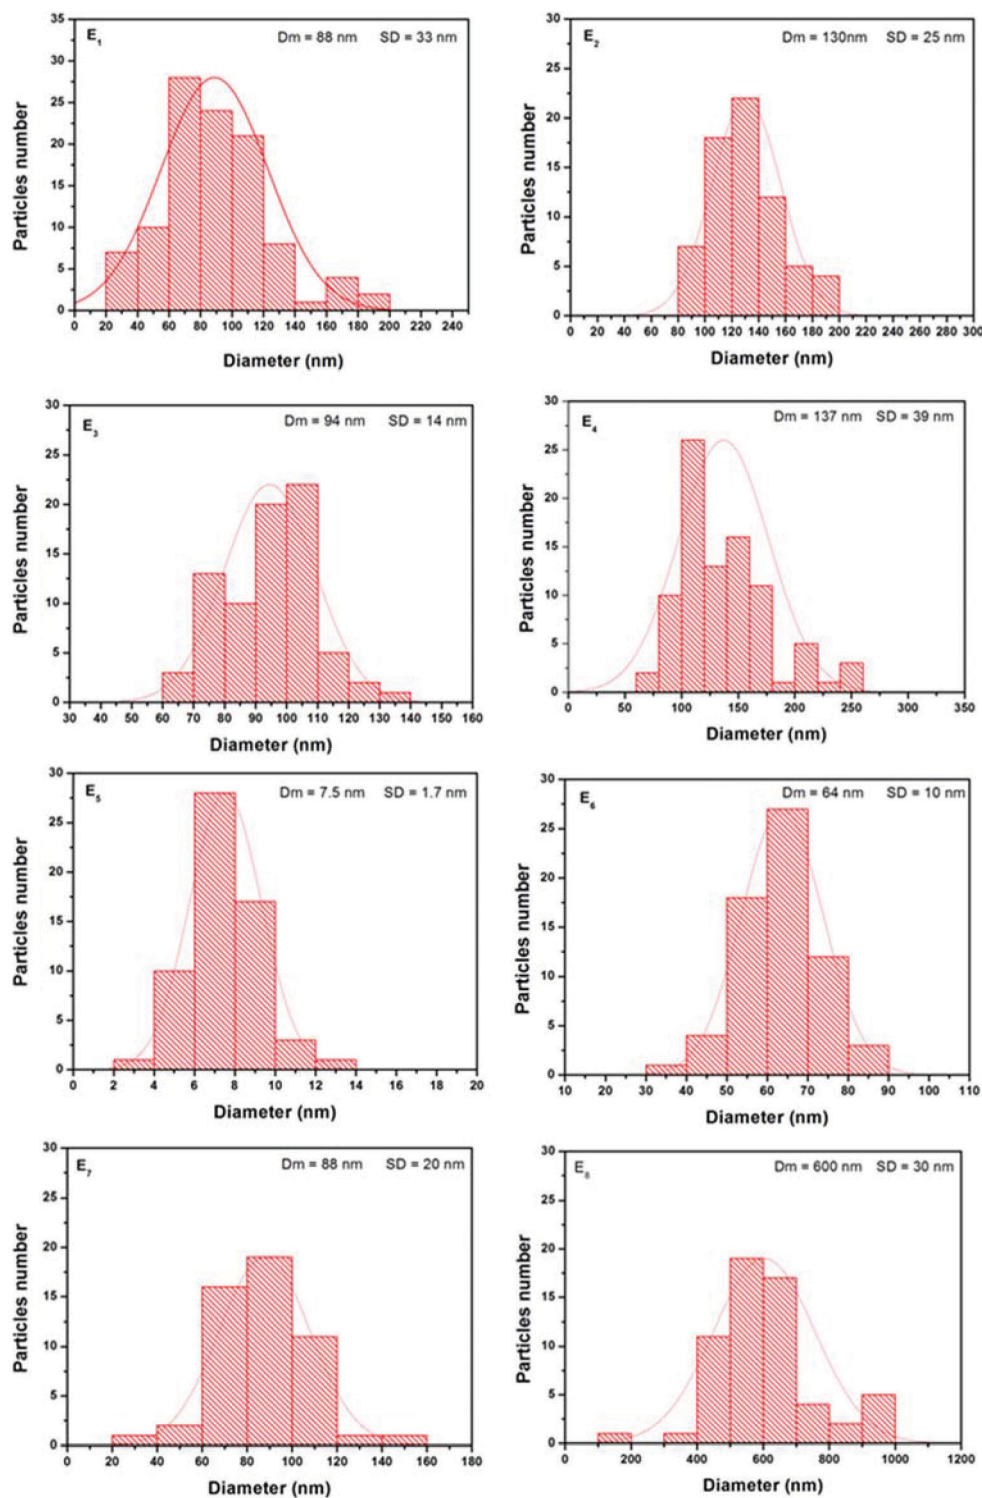 E1 Dm = 88 nm SD = 33 nm
35
30
25
20
15
10
5
0
Particles number
0 20 40 60 80 100 120 140 160 180 200 220 240
Diameter (nm)
E2 Dm = 130nm SD = 25 nm
30
25
20
15
10
5
0
Particles number
0 20 40 60 80 100 120 140 160 180 200 220 240 260 280 300
Diameter (nm)
E3 Dm = 94 nm SD = 14 nm
30
25
20
15
10
5
0
Particles number
30 40 50 60 70 80 90 100 110 120 130 140 150 160
Diameter (nm)
E4 Dm = 137 nm SD = 39 nm
30
25
20
15
10
5
0
Particles number
0 50 100 150 200 250 300 350
Diameter (nm)
E5 Dm = 7.5 nm SD = 1.7 nm
30
25
20
15
10
5
0
Particles number
0 2 4 6 8 10 12 14 16 18 20
Diameter (nm)
E6 Dm = 64 nm SD = 10 nm
30
25
20
15
10
5
0
Particles number
10 20 30 40 50 60 70 80 90 100 110
Diameter (nm)
E7 Dm = 88 nm SD = 20 nm
30
25
20
15
10
5
0
Particles number
0 20 40 60 80 100 120 140 160 180
Diameter (nm)
E8 Dm = 600 nm SD = 30 nm
30
25
20
15
10
5
0
Particles number
0 200 400 600 800 1000 1200
Diameter (nm)